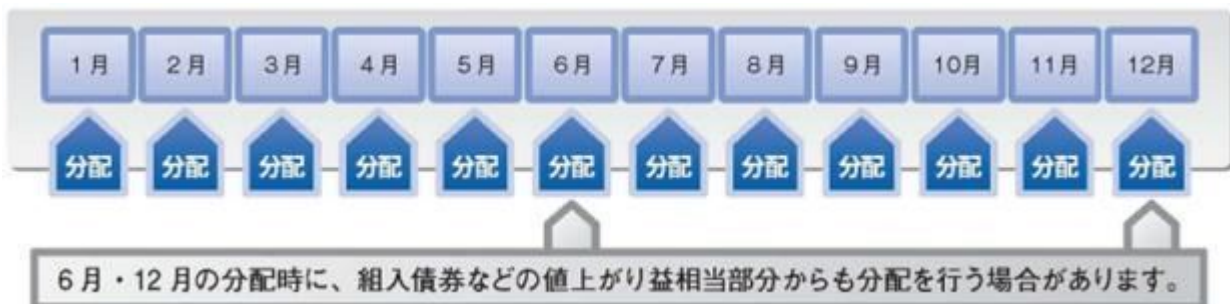 1月 2月 3月 4月 5月 6月 7月 8月 9月 10月 11月 12月
分配 分配 分配 分配 分配 分配 分配 分配 分配 分配 分配 分配
6月・12月の分配時に、組入債券などの値上がり益相当部分からも分配を行う場合があります。